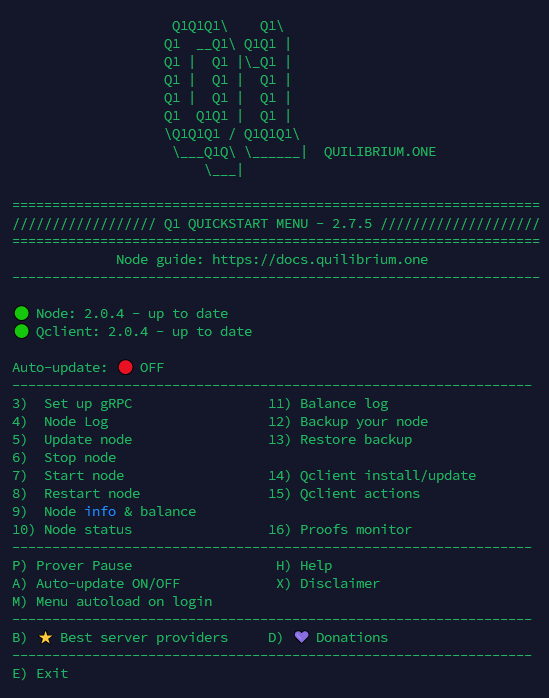 Q1Q1Q1\    Q1\
Q1  __Q1\ Q1Q1 |
Q1 |  Q1 |\_Q1 |
Q1 |  Q1 |  Q1 |
Q1 |  Q1 |  Q1 |
Q1  Q1Q1 |  Q1 |
\Q1Q1Q1 / Q1Q1Q1\
\___Q1Q\ \______|  QUILIBRIUM.ONE
\___|
==================================================================
////////////////// Q1 QUICKSTART MENU - 2.7.5 ////////////////////
==================================================================
Node guide: https://docs.quilibrium.one
------------------------------------------------------------------
🟢 Node: 2.0.4 - up to date
🟢 Qclient: 2.0.4 - up to date
Auto-update: 🔴 OFF
-----------------------------------------------------------------
3)  Set up gRPC                 11) Balance log
4)  Node Log                    12) Backup your node
5)  Update node                 13) Restore backup
6)  Stop node
7)  Start node                  14) Qclient install/update
8)  Restart node                15) Qclient actions
9)  Node info & balance
10) Node status                 16) Proofs monitor
-----------------------------------------------------------------
P) Prover Pause                  H) Help
A) Auto-update ON/OFF            X) Disclaimer
M) Menu autoload on login
-----------------------------------------------------------------
B) ⭐ Best server providers     D) 💜 Donations
-----------------------------------------------------------------
E) Exit